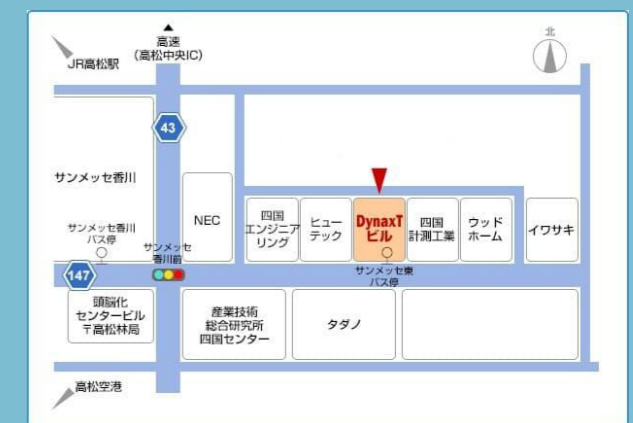 北
JR高松駅
高速
(高松中央IC)
43
サンメッセ香川
サンメッセ香川
バス停
サンメッセ
香川前
147
NEC
四国
エンジニア
リング
ヒュー
テック
DynaxT
ビル
四国
計測工業
ウッド
ホーム
イワサキ
サンメッセ東
バス停
頭脳化
センタービル
〒高松林局
産業技術
総合研究所
四国センター
タダノ
高松空港